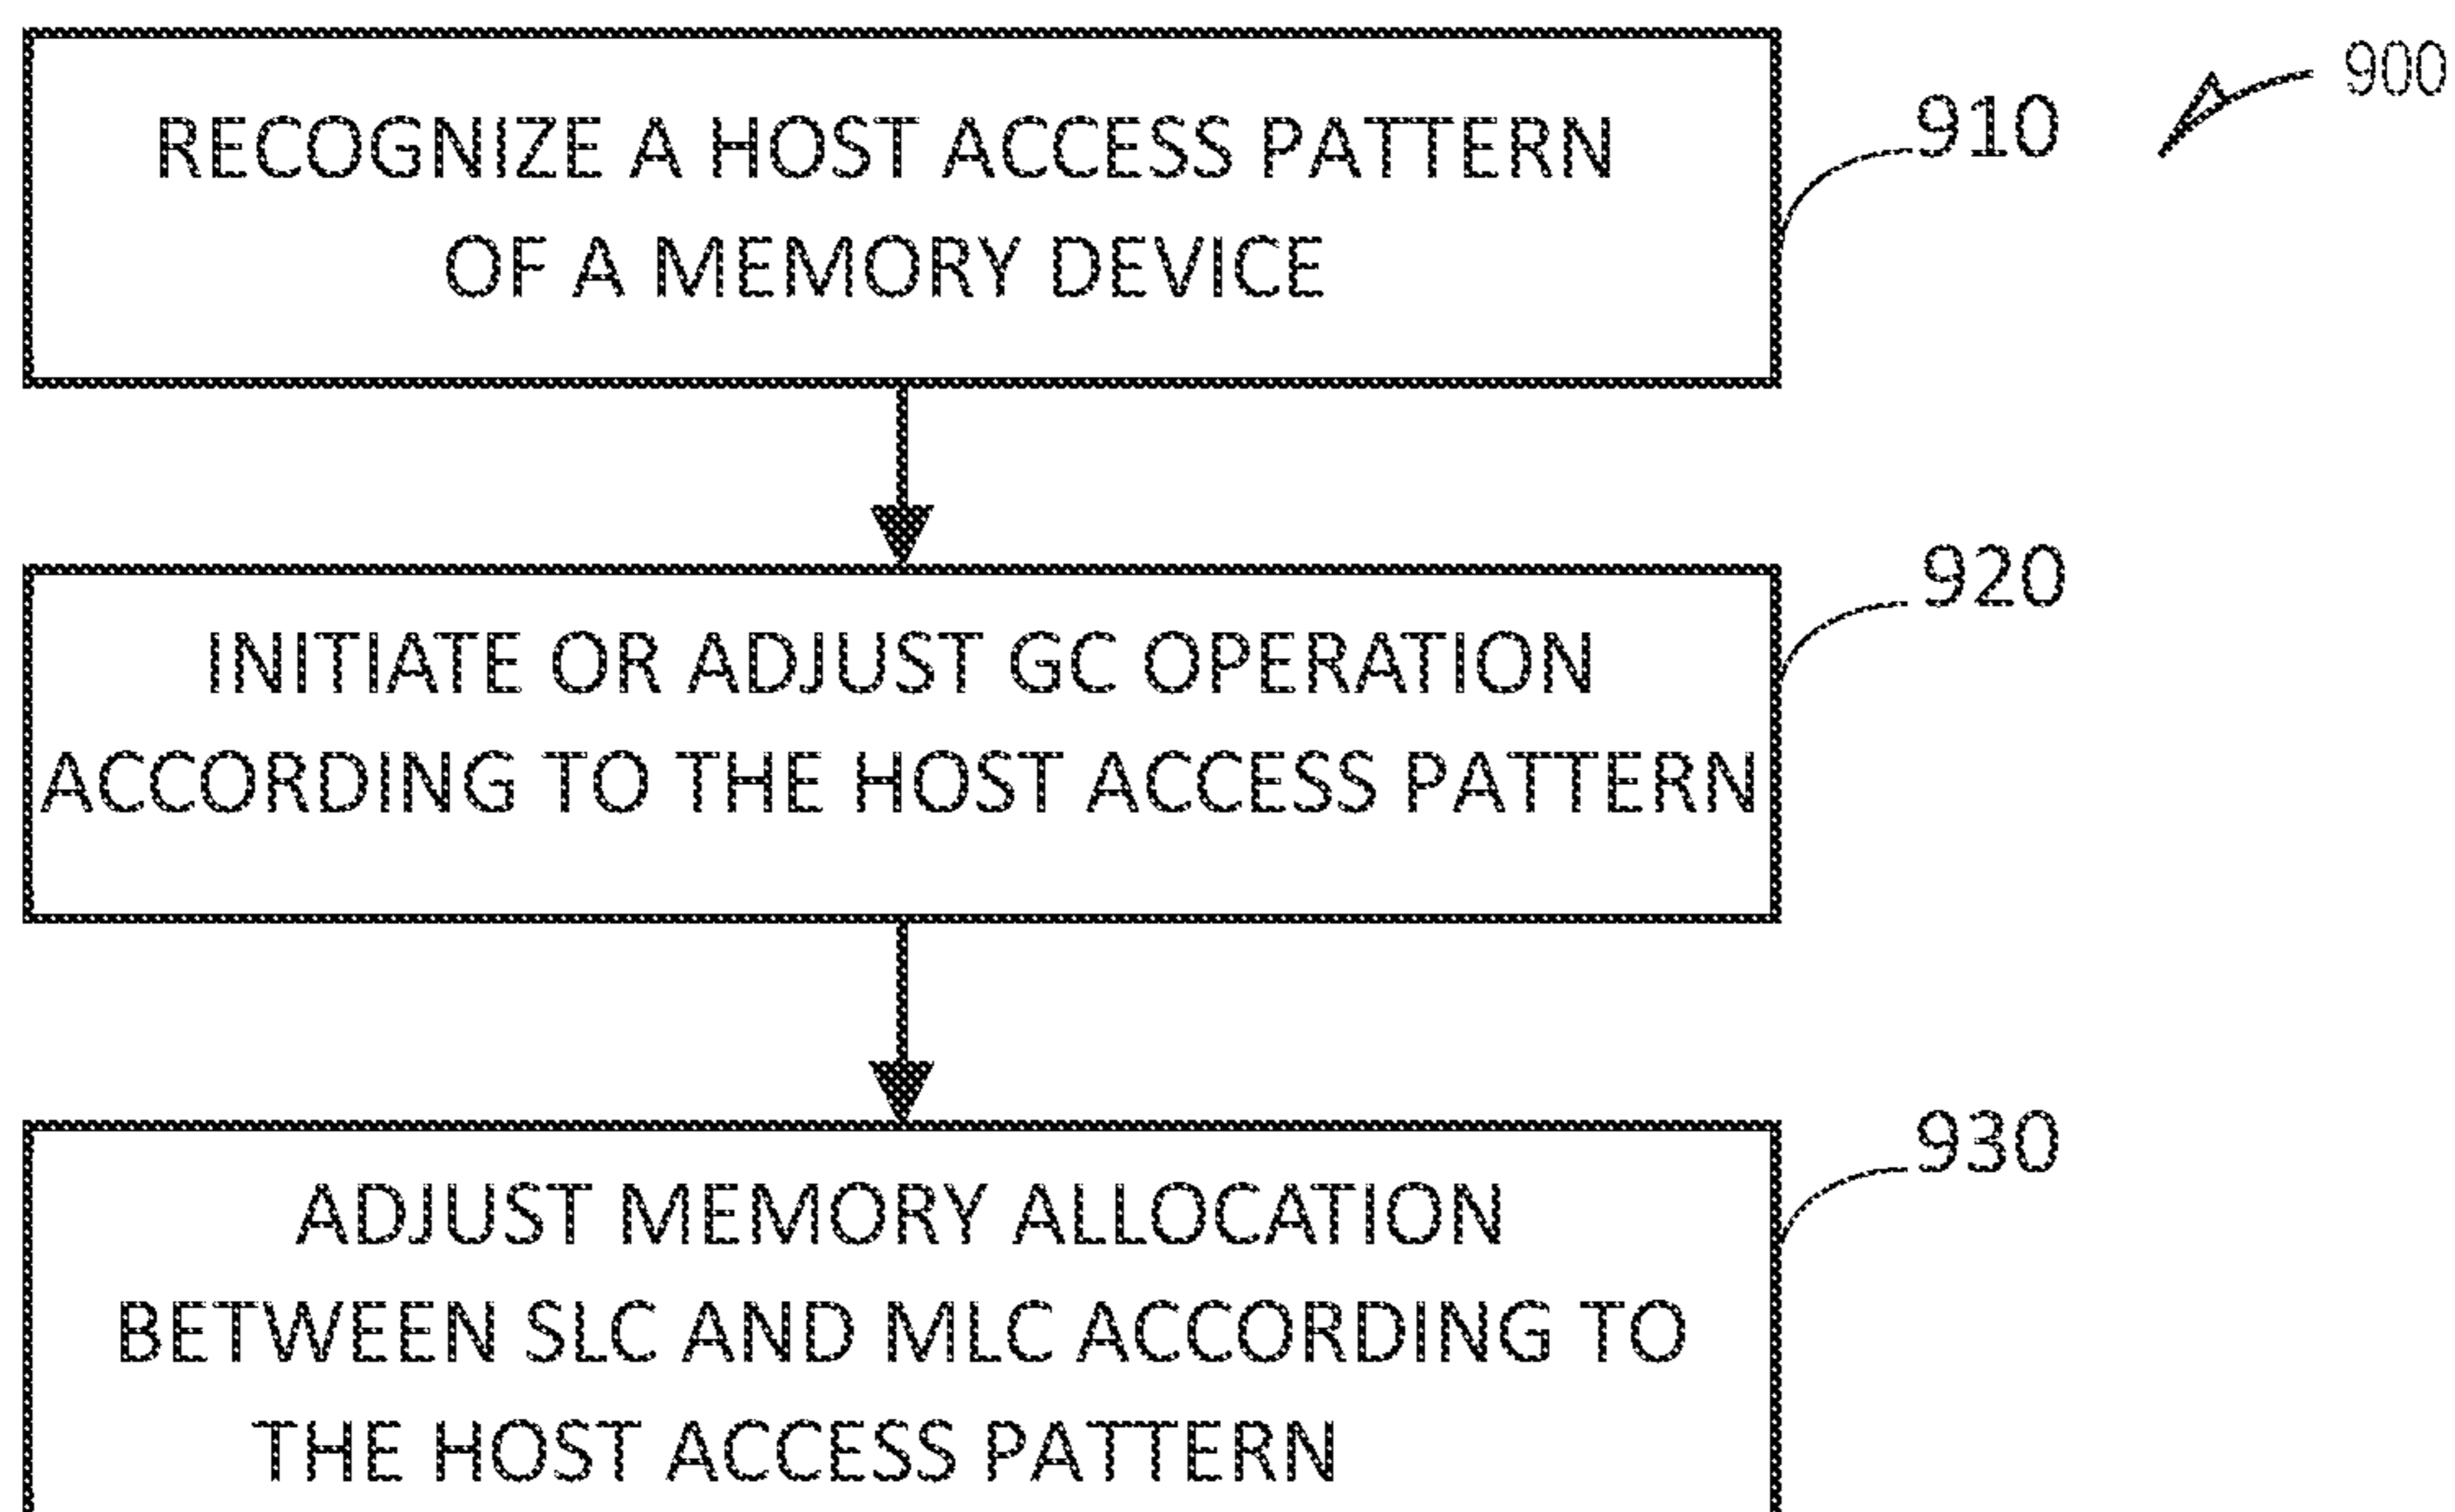 900
RECOGNIZE A HOST ACCESS PATTERN
OF A MEMORY DEVICE
910
INITIATE OR ADJUST GC OPERATION
ACCORDING TO THE HOST ACCESS PATTERN
920
ADJUST MEMORY ALLOCATION
BETWEEN SLC AND MLC ACCORDING TO
THE HOST ACCESS PATTERN
930